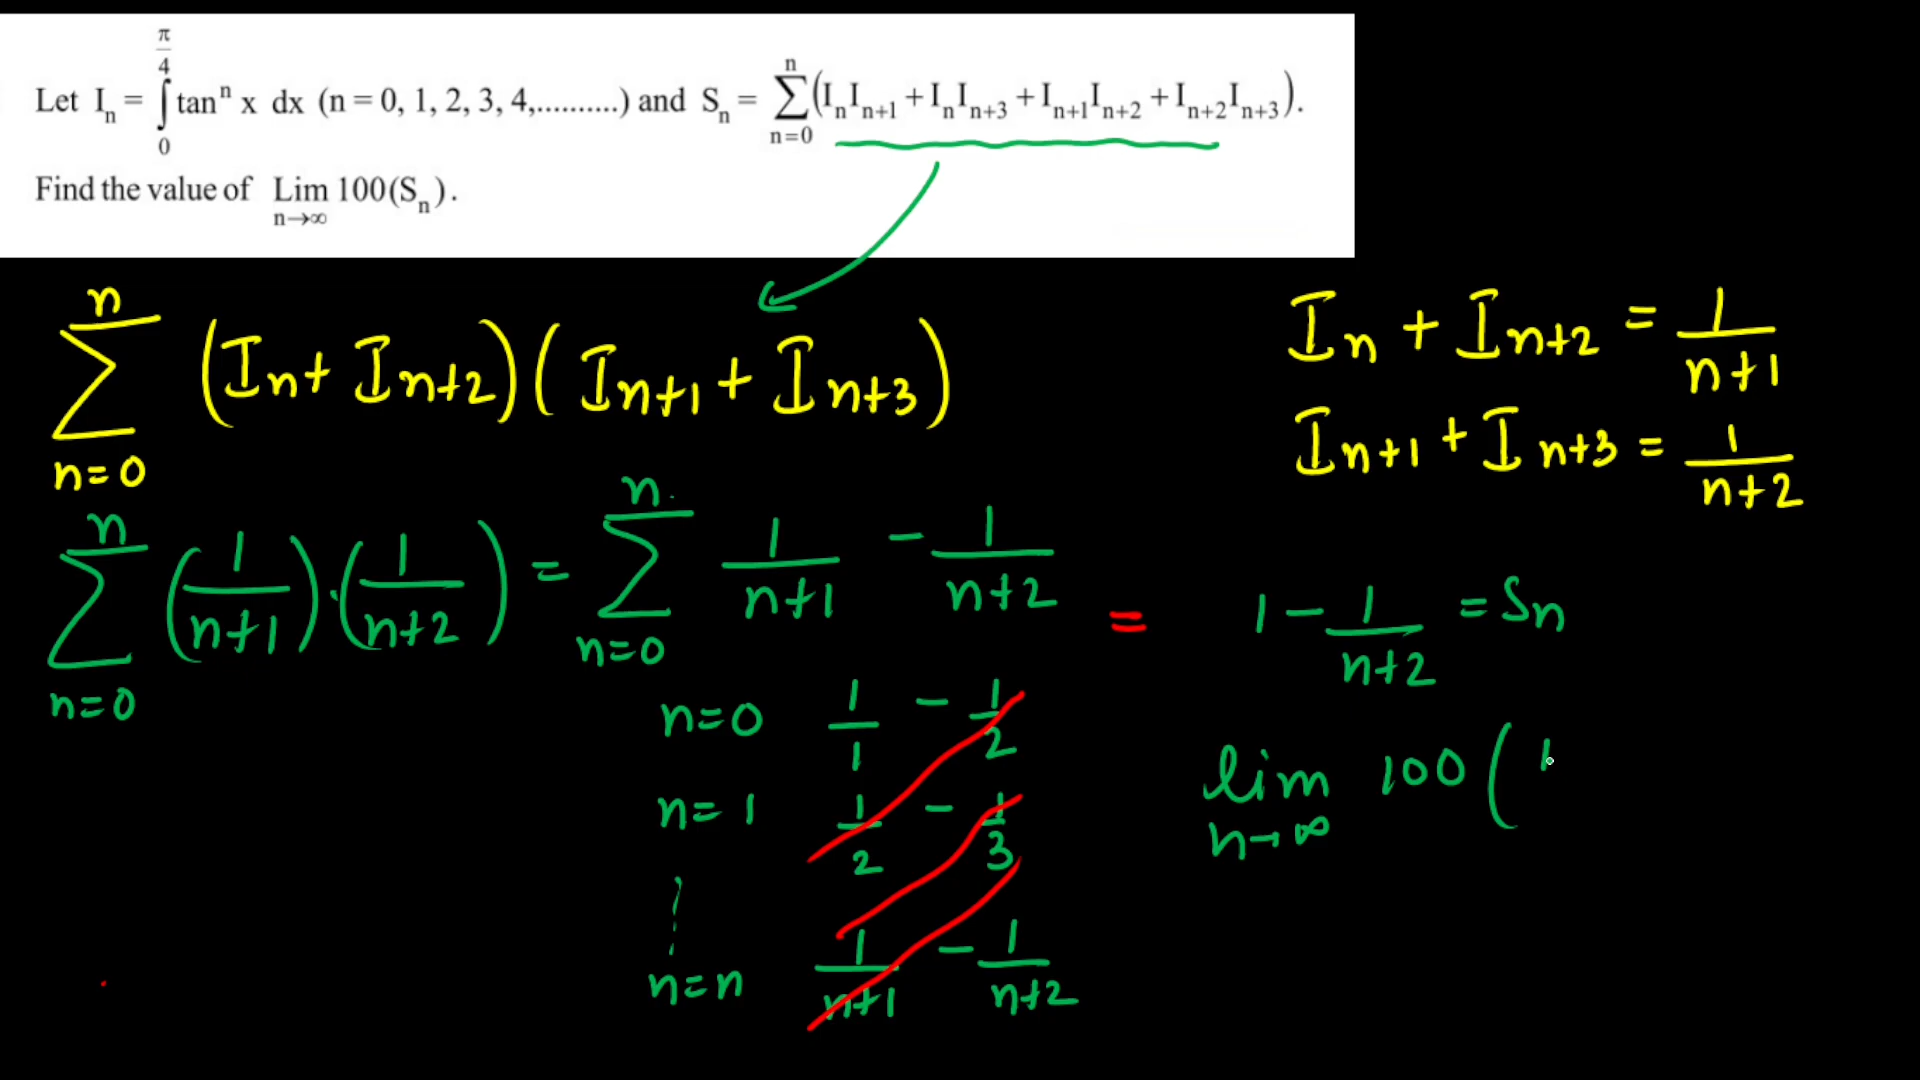 Let Iₙ = ∫₀^(π/4) tanⁿ x dx (n = 0, 1, 2, 3, 4,..........) and Sₙ = ∑ₙ₌₀ⁿ (IₙIₙ₊₁ + IₙIₙ₊₃ + Iₙ₊₁Iₙ₊₂ + Iₙ₊₂Iₙ₊₃).
Find the value of Lim n→∞ 100(Sₙ).
∑ₙ₌₀ⁿ (Iₙ + Iₙ₊₂)(Iₙ₊₁ + Iₙ₊₃)
Iₙ + Iₙ₊₂ = 1/(n+1)
Iₙ₊₁ + Iₙ₊₃ = 1/(n+2)
∑ₙ₌₀ⁿ (1/(n+1)).(1/(n+2)) = ∑ₙ₌₀ⁿ 1/(n+1) − 1/(n+2) = 1 − 1/(n+2) = Sn
n=0 1/1 − 1/2
n=1 1/2 − 1/3
n=n 1/(n+1) − 1/(n+2)
lim n→∞ 100 ( 1